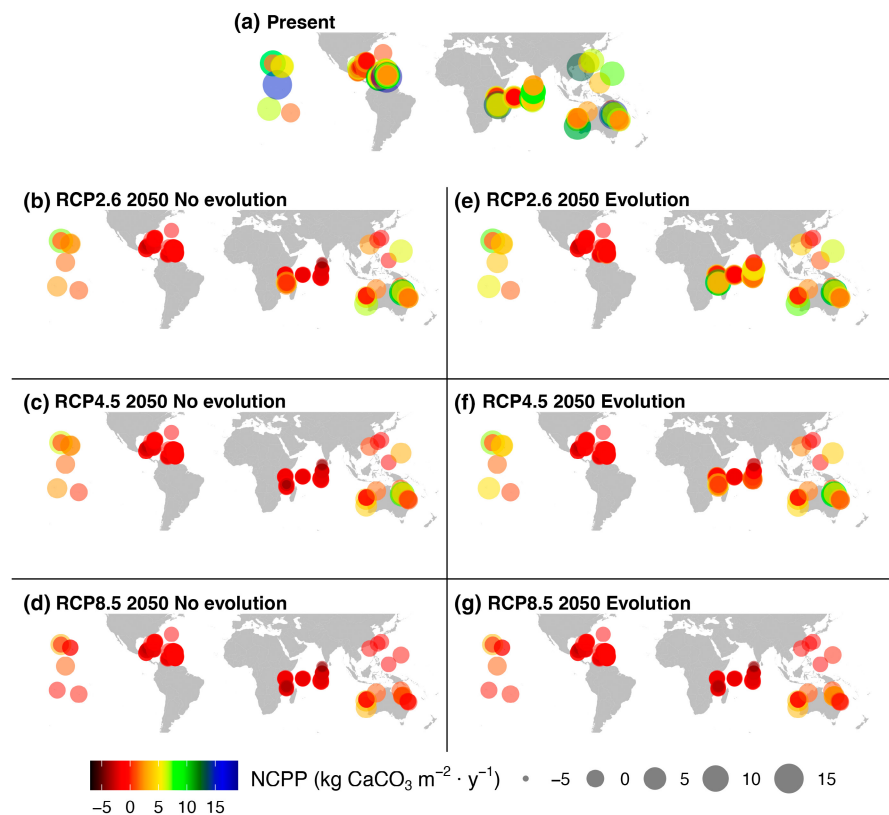 (a) Present
(b) RCP2.6 2050 No evolution
(e) RCP2.6 2050 Evolution
(c) RCP4.5 2050 No evolution
(f) RCP4.5 2050 Evolution
(d) RCP8.5 2050 No evolution
(g) RCP8.5 2050 Evolution
NCPP (kg CaCO₃ m⁻² · y⁻¹)
−5 0 5 10 15
−5 0 5 10 15